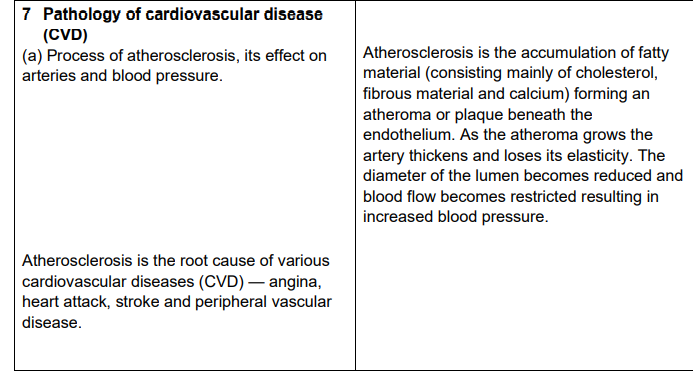 7 Pathology of cardiovascular disease
(CVD)
(a) Process of atherosclerosis, its effect on
arteries and blood pressure.
Atherosclerosis is the root cause of various
cardiovascular diseases (CVD) — angina,
heart attack, stroke and peripheral vascular
disease.
Atherosclerosis is the accumulation of fatty
material (consisting mainly of cholesterol,
fibrous material and calcium) forming an
atheroma or plaque beneath the
endothelium. As the atheroma grows the
artery thickens and loses its elasticity. The
diameter of the lumen becomes reduced and
blood flow becomes restricted resulting in
increased blood pressure.